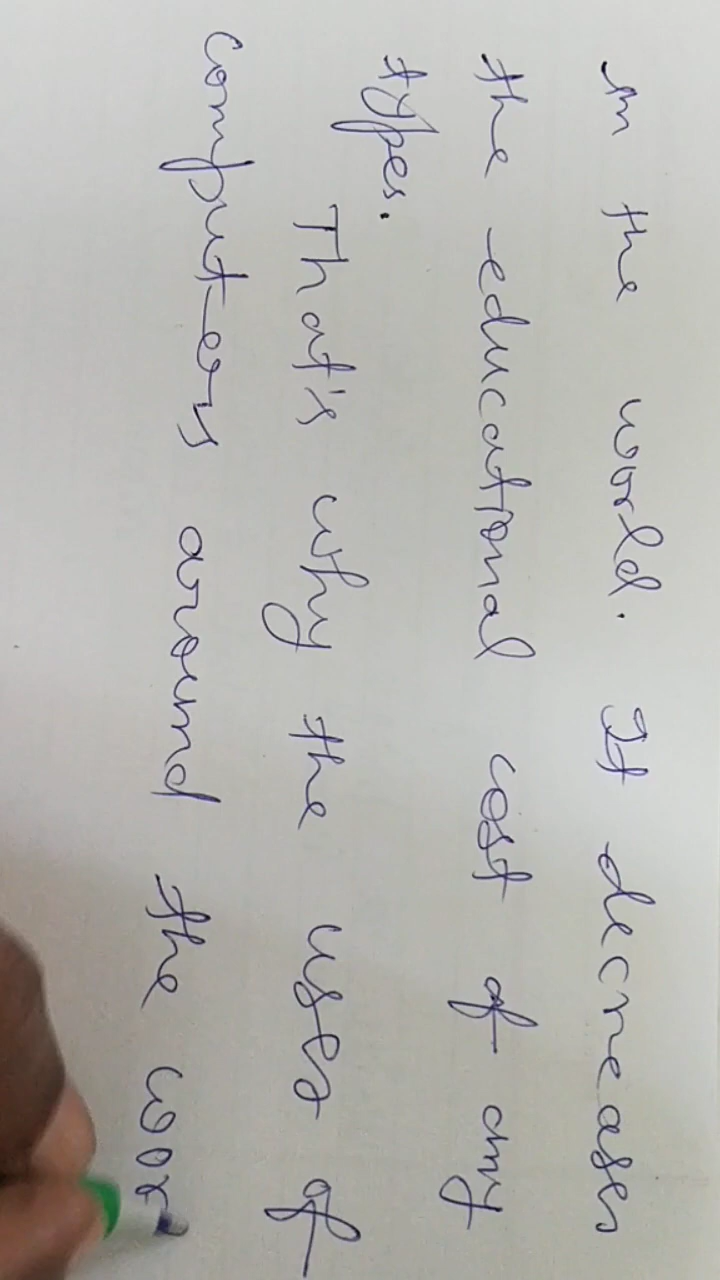 in the world. It decreases
the educational cost of any
types.
That's why the uses of
computers around the wor